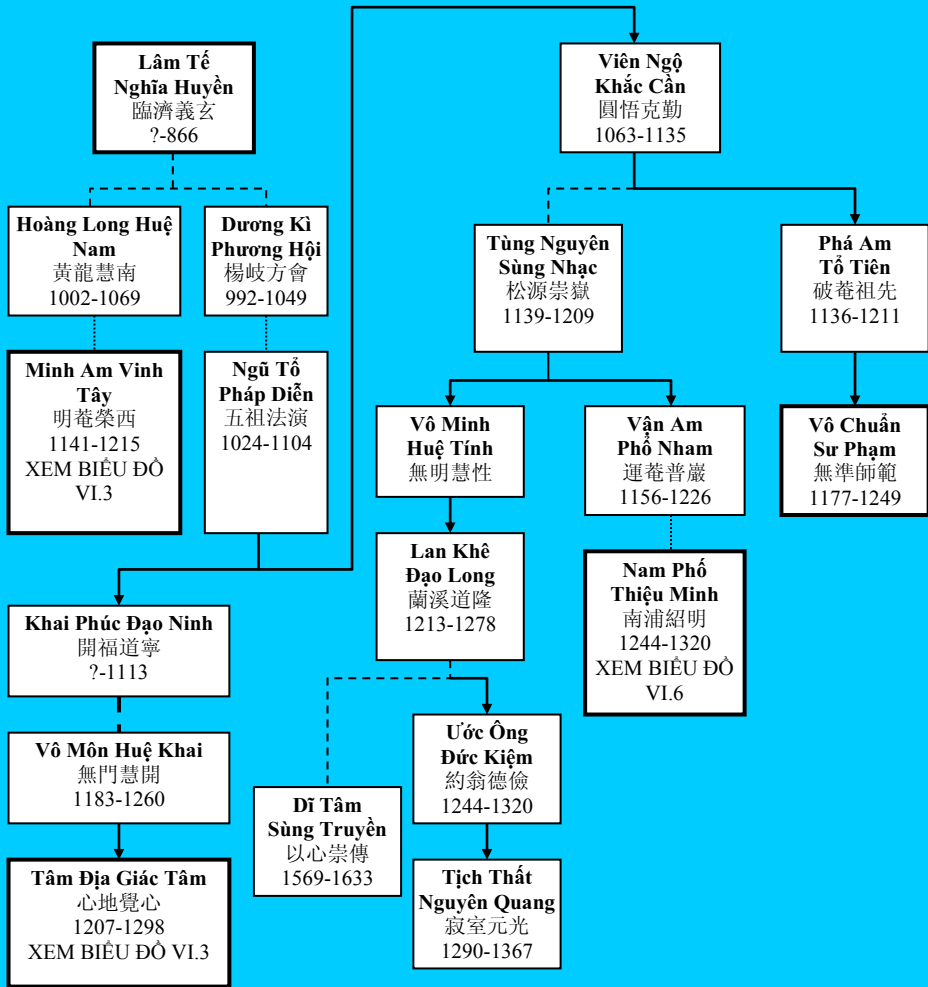 Lâm Tế
Nghĩa Huyền
臨濟義玄
?-866
Viên Ngộ
Khắc Cần
圓悟克勤
1063-1135
Hoàng Long Huệ
Nam
黃龍慧南
1002-1069
Dương Kì
Phương Hội
楊岐方會
992-1049
Tùng Nguyên
Sùng Nhạc
松源崇嶽
1139-1209
Phá Am
Tổ Tiên
破菴祖先
1136-1211
Minh Am Vinh
Tây
明菴榮西
1141-1215
XEM BIỂU ĐỒ
VI.3
Ngũ Tổ
Pháp Diễn
五祖法演
1024-1104
Vô Minh
Huệ Tính
無明慧性
Vận Am
Phổ Nham
運菴普巖
1156-1226
Vô Chuẩn
Sư Phạm
無準師範
1177-1249
Lan Khê
Đạo Long
蘭溪道隆
1213-1278
Nam Phố
Thiệu Minh
南浦紹明
1244-1320
XEM BIỂU ĐỒ
VI.6
Khai Phúc Đạo Ninh
開福道寧
?-1113
Ước Ông
Đức Kiệm
約翁德儉
1244-1320
Vô Môn Huệ Khai
無門慧開
1183-1260
Dĩ Tâm
Sùng Truyền
以心崇傳
1569-1633
Tâm Địa Giác Tâm
心地覺心
1207-1298
XEM BIỂU ĐỒ VI.3
Tịch Thất
Nguyên Quang
寂室元光
1290-1367